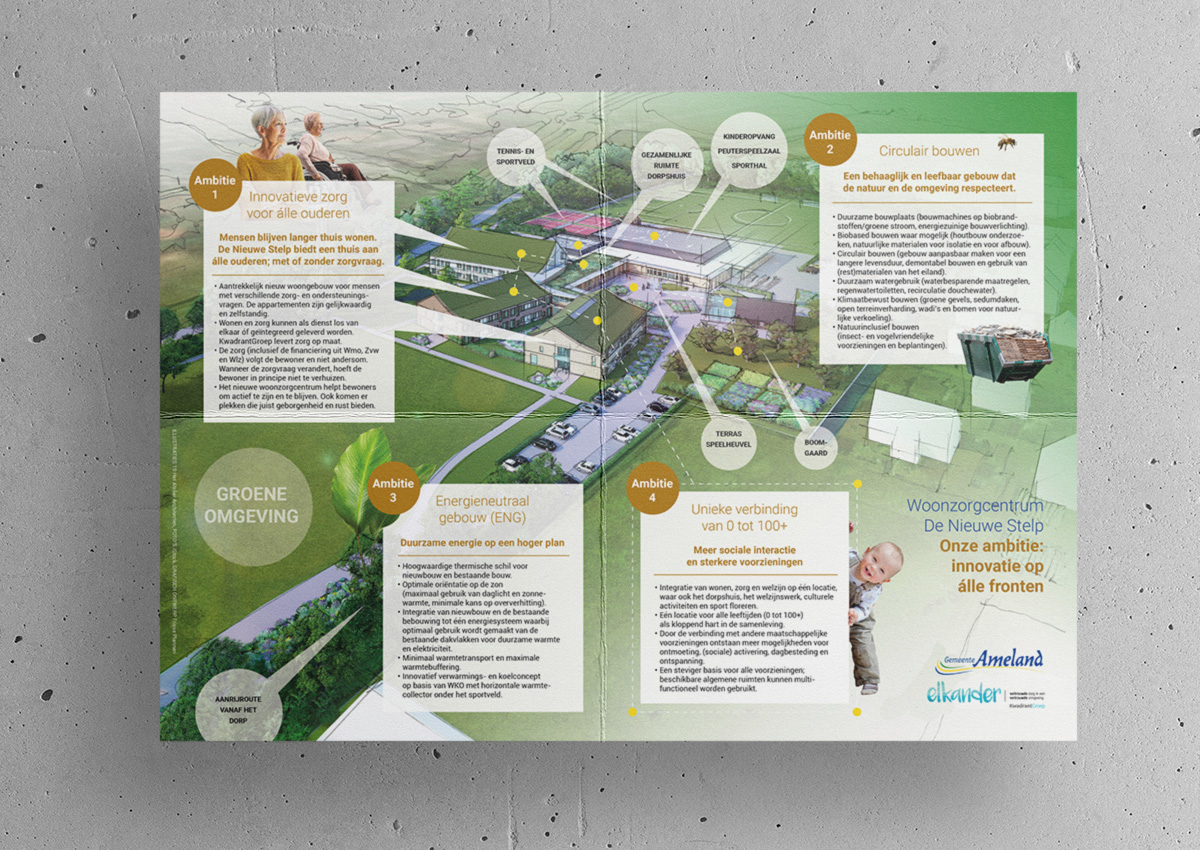 TENNIS- EN
SPORTVELD
GEZAMENLIJKE
RUIMTE
DORPSHUIS
KINDEROPVANG
PEUTERSPEELZAAL
SPORTHAL
Ambitie
1
Innovatieve zorg
voor álle ouderen
Mensen blijven langer thuis wonen.
De Nieuwe Stelp biedt een thuis aan
álle ouderen; met of zonder zorgvraag.
• Aantrekkelijk nieuw woongebouw voor mensen
met verschillende zorg- en ondersteunings-
vragen. De appartementen zijn gelijkwaardig
en zelfstandig.
• Wonen en zorg kunnen als dienst los van
elkaar óf geïntegreerd geleverd worden.
KwadrantGroep levert zorg op maat.
• De zorg (inclusief de financiering uit Wmo, Zvw
en Wlz) volgt de bewoner en niet andersom.
Wanneer de zorgvraag verandert, hoeft de
bewoner in principe niet te verhuizen.
• Het nieuwe woonzorgcentrum helpt bewoners
om actief te zijn en te blijven. Ook komen er
plekken die juist geborgenheid en rust bieden.
Ambitie
2
Circulair bouwen
Een behaaglijk en leefbaar gebouw dat
de natuur en de omgeving respecteert.
• Duurzame bouwplaats (bouwmachines op biobrand-
stoffen/groene stroom, energiezuinige bouwverlichting).
• Biobased bouwen waar mogelijk (houtbouw onderzoe-
ken, natuurlijke materialen voor isolatie en voor afbouw).
• Circulair bouwen (gebouw aanpasbaar maken voor een
langere levensduur, demontabel bouwen en gebruik van
(rest)materialen van het eiland).
• Duurzaam watergebruik (waterbesparende maatregelen,
regenwatertoiletten, recirculatie douchewater).
• Klimaatbewust bouwen (groene gevels, sedumdaken,
open terreinverharding, wadi's en bomen voor natuur-
lijke verkoeling).
• Natuurinclusief bouwen
(insect- en vogelvriendelijke
voorzieningen en beplantingen).
TERRAS
SPEELHEUVEL
BOOM-
GAARD
GROENE
OMGEVING
Ambitie
3
Energieneutraal
gebouw (ENG)
Duurzame energie op een hoger plan
• Hoogwaardige thermische schil voor
nieuwbouw en bestaande bouw.
• Optimale oriëntatie op de zon
(maximaal gebruik van daglicht en zonne-
warmte, minimale kans op oververhitting).
• Integratie van nieuwbouw en de bestaande
bebouwing tot één energiesysteem waarbij
optimaal gebruik wordt gemaakt van de
bestaande dakvlakken voor duurzame warmte
en elektriciteit.
• Minimaal warmtetransport en maximale
warmtebuffering.
• Innovatief verwarmings- en koelconcept
op basis van WKO met horizontale warmte-
collector onder het sportveld.
AANRIJROUTE
VANAF HET
DORP
Ambitie
4
Unieke verbinding
van 0 tot 100+
Meer sociale interactie
en sterkere voorzieningen
• Integratie van wonen, zorg en welzijn op één locatie,
waar ook het dorpshuis, het welzijnswerk, culturele
activiteiten en sport floreren.
• Eén locatie voor alle leeftijden (0 tot 100+)
als kloppend hart in de samenleving.
• Door de verbinding met andere maatschappelijke
voorzieningen ontstaan meer mogelijkheden voor
ontmoeting, (sociale) activering, dagbesteding en
ontspanning.
• Een steviger basis voor alle voorzieningen;
beschikbare algemene ruimten kunnen multi-
functioneel worden gebruikt.
Woonzorgcentrum
De Nieuwe Stelp
Onze ambitie:
innovatie op
álle fronten
Gemeente Ameland
elkander
KwadrantGroep